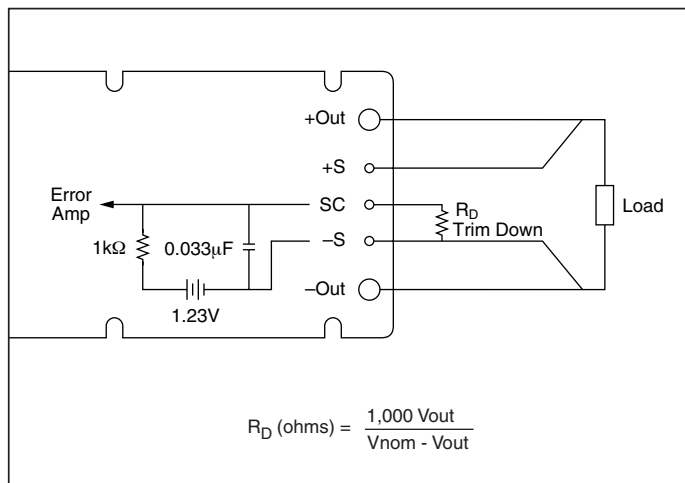 +Out
+S
Error
Amp
SC
R_D
Trim Down
Load
1kΩ
0.033µF
–S
–Out
1.23V
R_D (ohms) = 1,000 Vout / Vnom - Vout